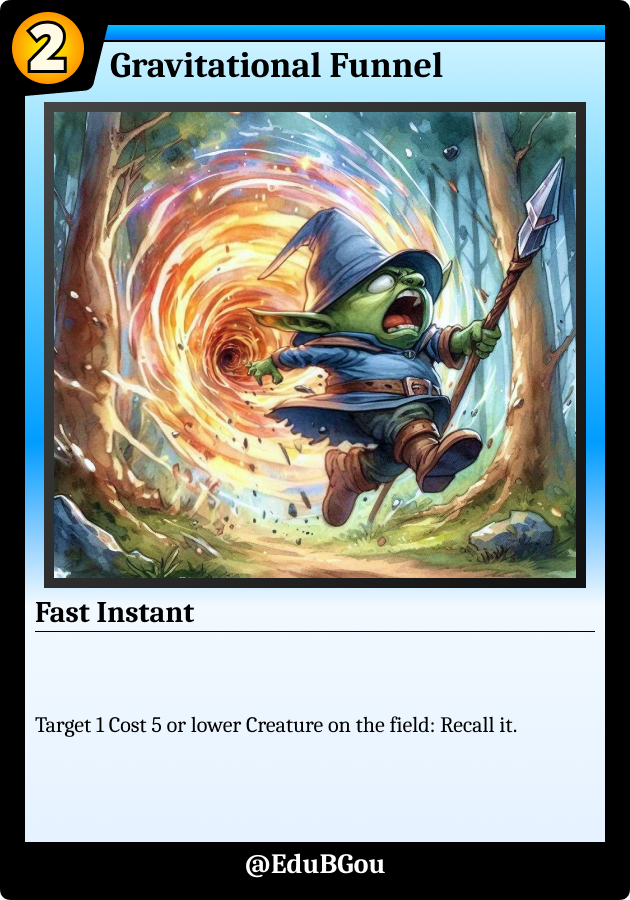 2
Gravitational Funnel
Fast Instant
Target 1 Cost 5 or lower Creature on the field: Recall it.
@EduBGou